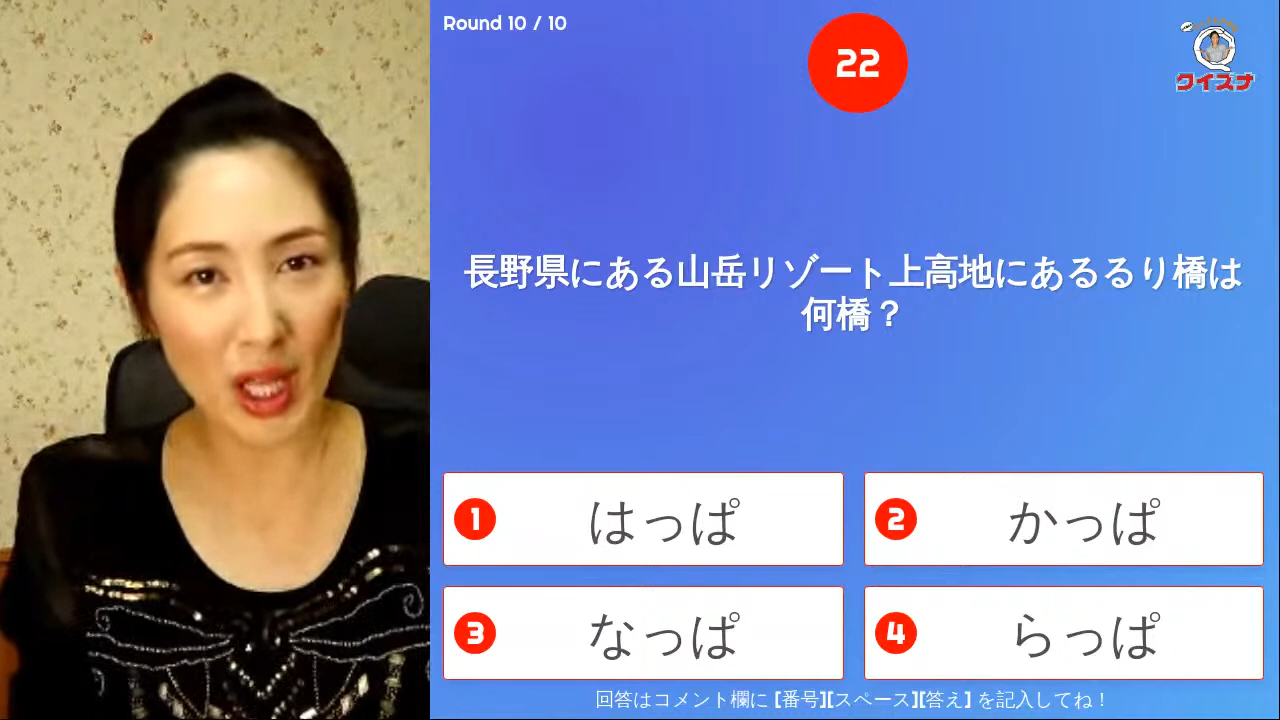 Round 10 / 10
22
クイズナ
長野県にある山岳リゾート上高地にあるるり橋は
何橋？
1 はっぱ
2 かっぱ
3 なっぱ
4 らっぱ
回答はコメント欄に [番号][スペース][答え] を記入してね！